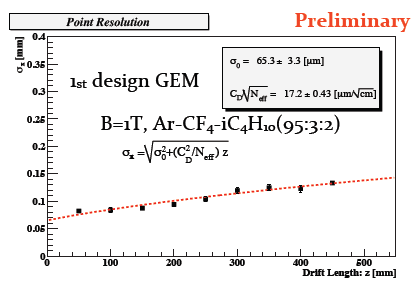 Point Resolution
Preliminary
σx [mm]
0.4
0.35
0.3
0.25
0.2
0.15
0.1
0.05
0
σ0 = 65.3± 3.3 [μm]
CD/√Neff = 17.2 ± 0.43 [μm/√cm]
1st design GEM
B=1T, Ar-CF4-iC4H10(95:3:2)
σx =√σ0²+(CD²/Neff) z
0 100 200 300 400 500
Drift Length: z [mm]